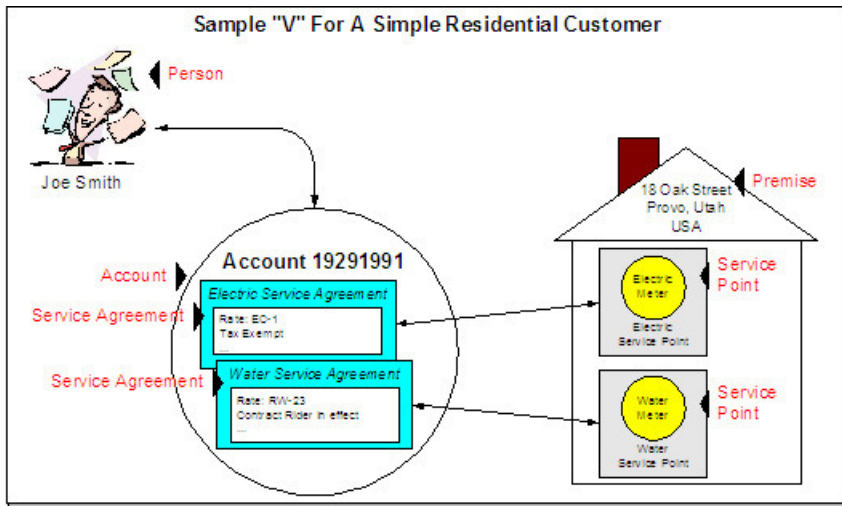 Sample "V" For A Simple Residential Customer
Person
Joe Smith
18 Oak Street
Provo, Utah
USA
Premise
Account 19291991
Account
Electric Service Agreement
Service Agreement
Rate: EC-1
Tax Exempt
...
Water Service Agreement
Service Agreement
Rate: RW-23
Contract Rider in effect
...
Electric
Meter
Electric
Service Point
Service
Point
Water
Meter
Water
Service Point
Service
Point